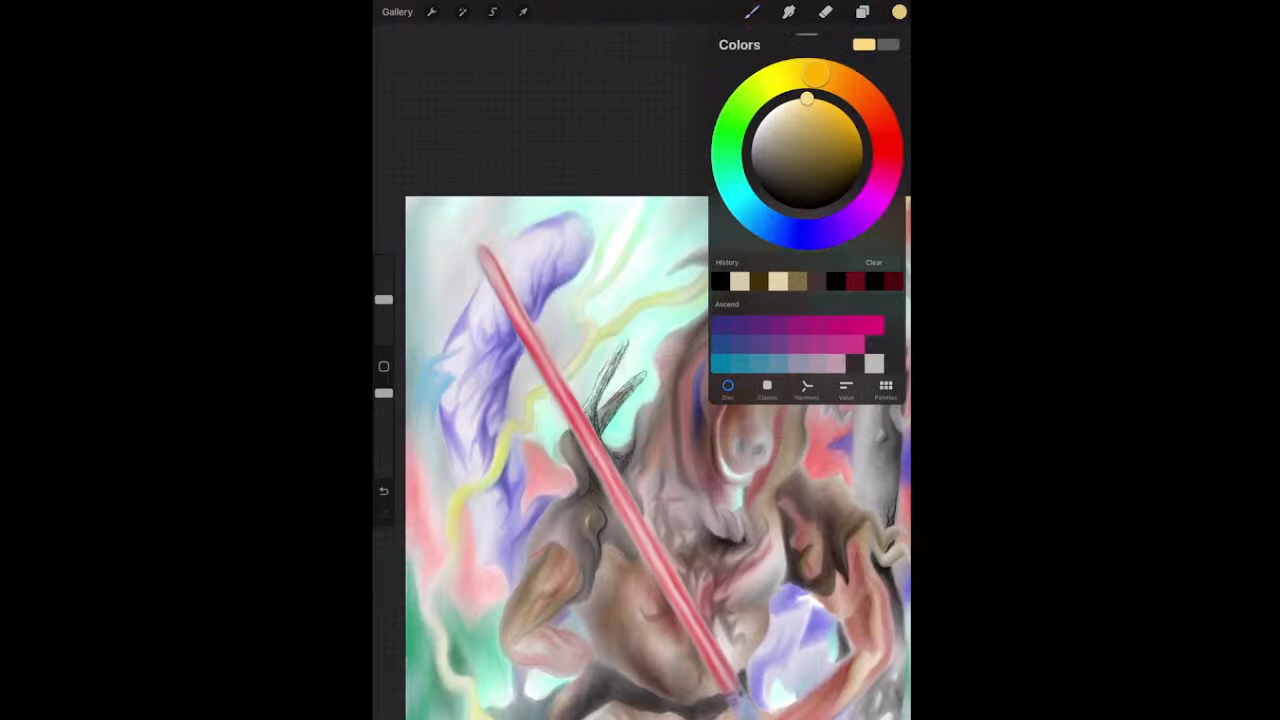 Gallery
Colors
History
Clear
Ascend
Disc
Classic
Harmony
Value
Palettes